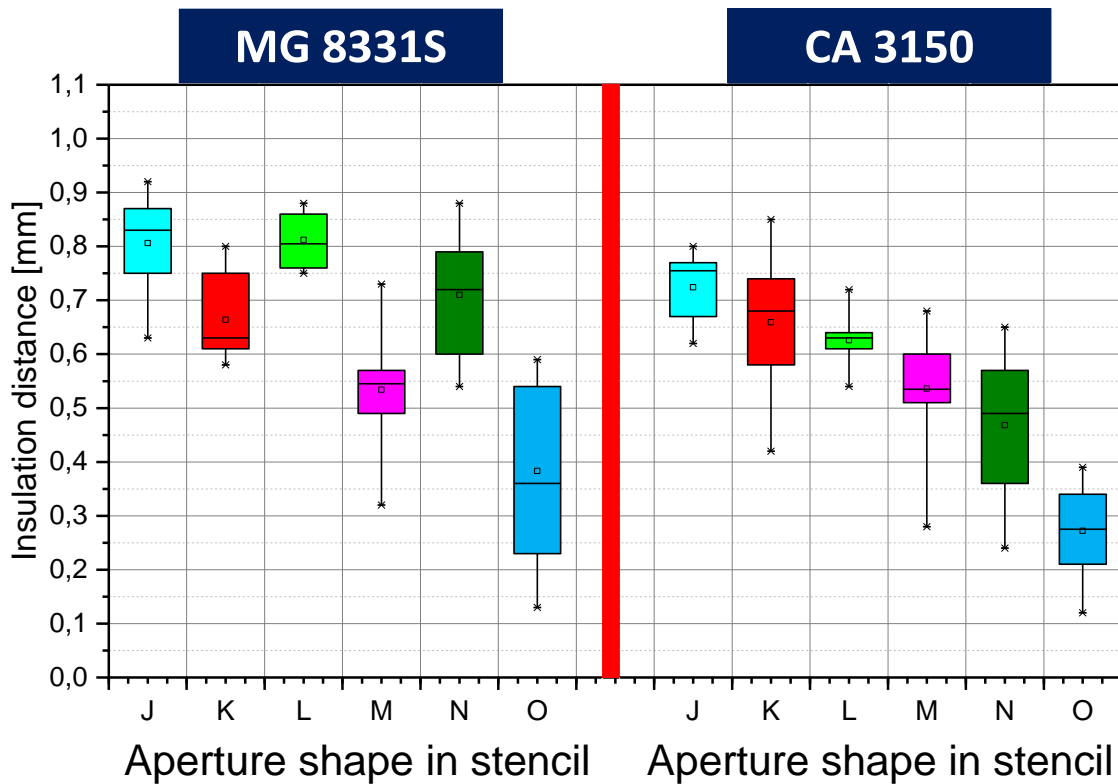 MG 8331S
CA 3150
Insulation distance [mm]
1,1
1,0
0,9
0,8
0,7
0,6
0,5
0,4
0,3
0,2
0,1
0,0
J K L M N O J K L M N O
Aperture shape in stencil Aperture shape in stencil